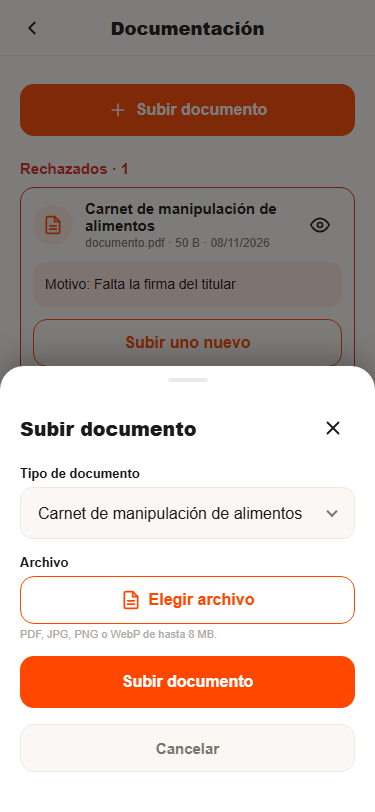 Documentación
Subir documento
Rechazados · 1
Carnet de manipulación de
alimentos
documento.pdf · 50 B · 08/11/2026
Motivo: Falta la firma del titular
Subir uno nuevo
Subir documento
Tipo de documento
Carnet de manipulación de alimentos
Archivo
Elegir archivo
PDF, JPG, PNG o WebP de hasta 8 MB.
Subir documento
Cancelar